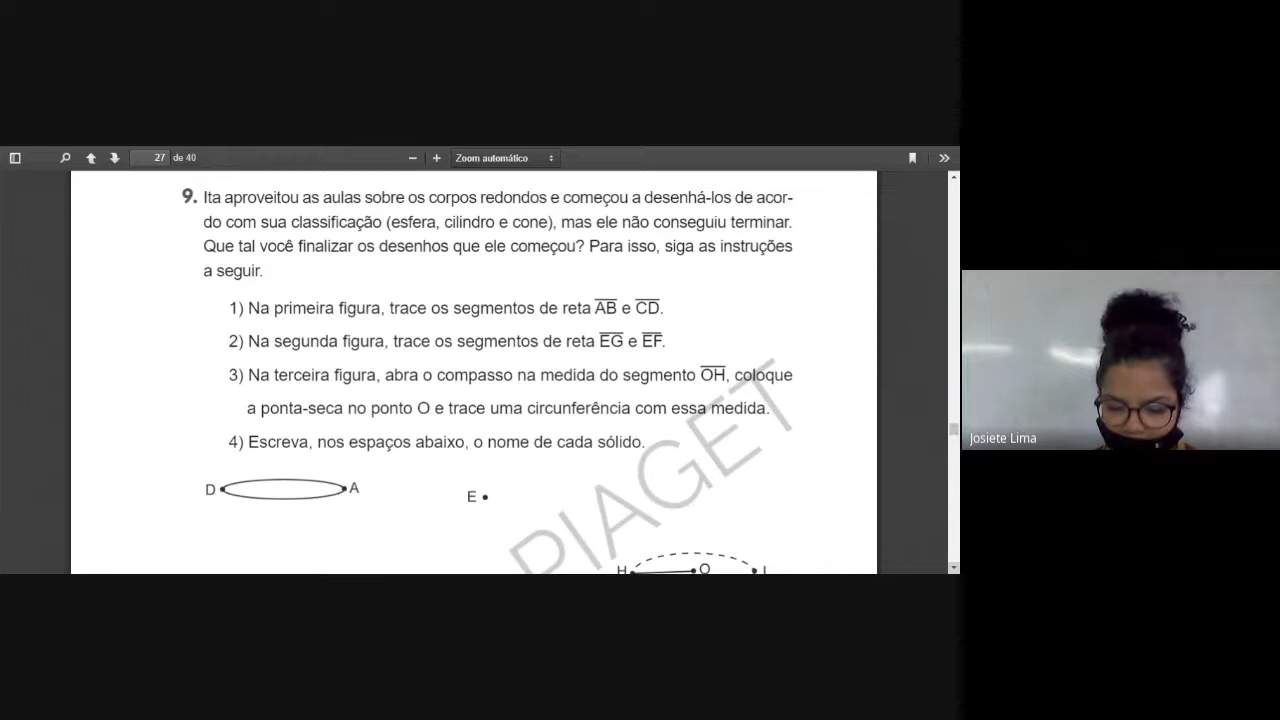 27 de 40
Zoom automático
9. Ita aproveitou as aulas sobre os corpos redondos e começou a desenhá-los de acor-
do com sua classificação (esfera, cilindro e cone), mas ele não conseguiu terminar.
Que tal você finalizar os desenhos que ele começou? Para isso, siga as instruções
a seguir.
1) Na primeira figura, trace os segmentos de reta AB e CD.
2) Na segunda figura, trace os segmentos de reta EG e EF.
3) Na terceira figura, abra o compasso na medida do segmento OH, coloque
a ponta-seca no ponto O e trace uma circunferência com essa medida.
4) Escreva, nos espaços abaixo, o nome de cada sólido.
D A
E
H O
PIAGET
Josiete Lima